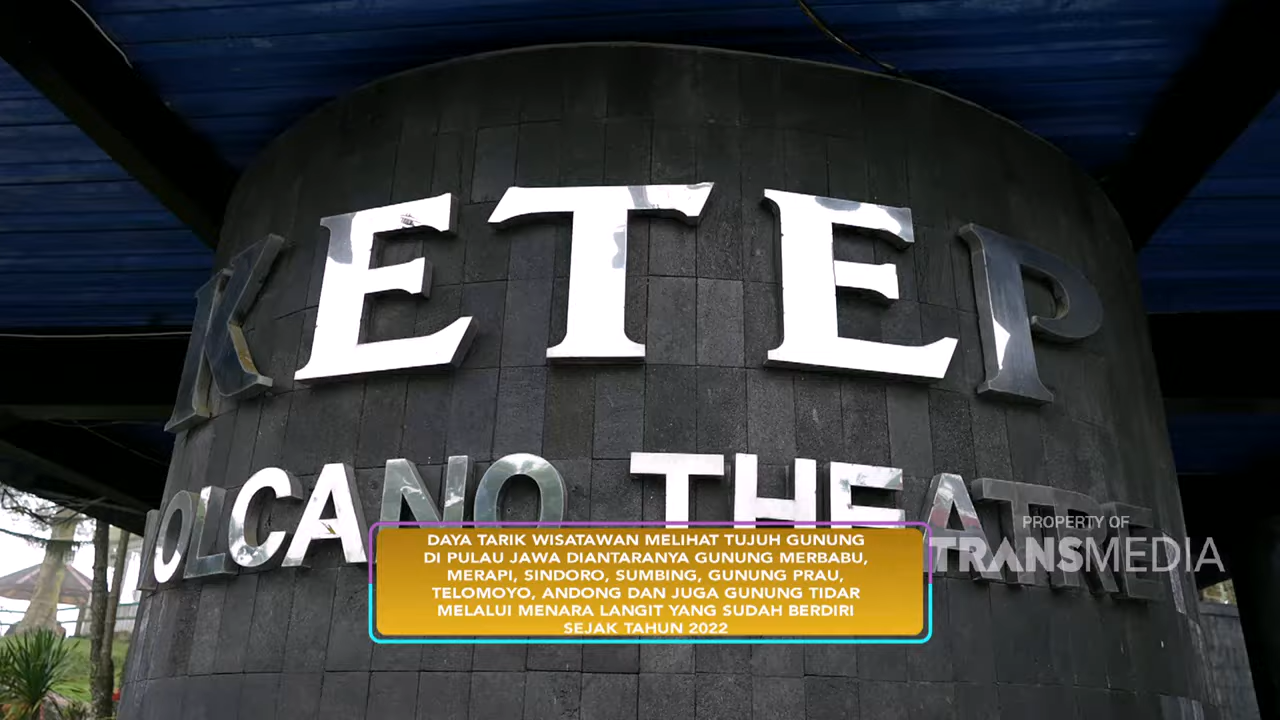 KETEP
VOLCANO THEATRE
PROPERTY OF
TRANSMEDIA
DAYA TARIK WISATAWAN MELIHAT TUJUH GUNUNG
DI PULAU JAWA DIANTARANYA GUNUNG MERBABU,
MERAPI, SINDORO, SUMBING, GUNUNG PRAU,
TELOMOYO, ANDONG DAN JUGA GUNUNG TIDAR
MELALUI MENARA LANGIT YANG SUDAH BERDIRI
SEJAK TAHUN 2022